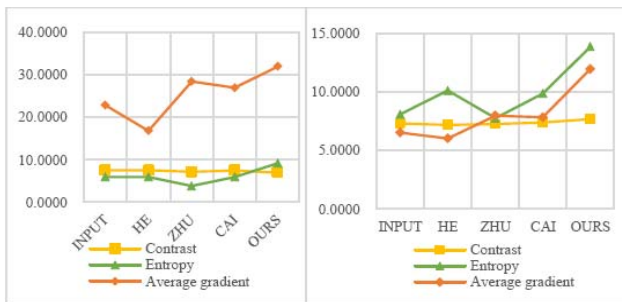 40.0000
30.0000
20.0000
10.0000
0.0000
INPUT HE ZHU CAI OURS
Contrast
Entropy
Average gradient
15.0000
10.0000
5.0000
0.0000
INPUT HE ZHU CAI OURS
Contrast
Entropy
Average gradient